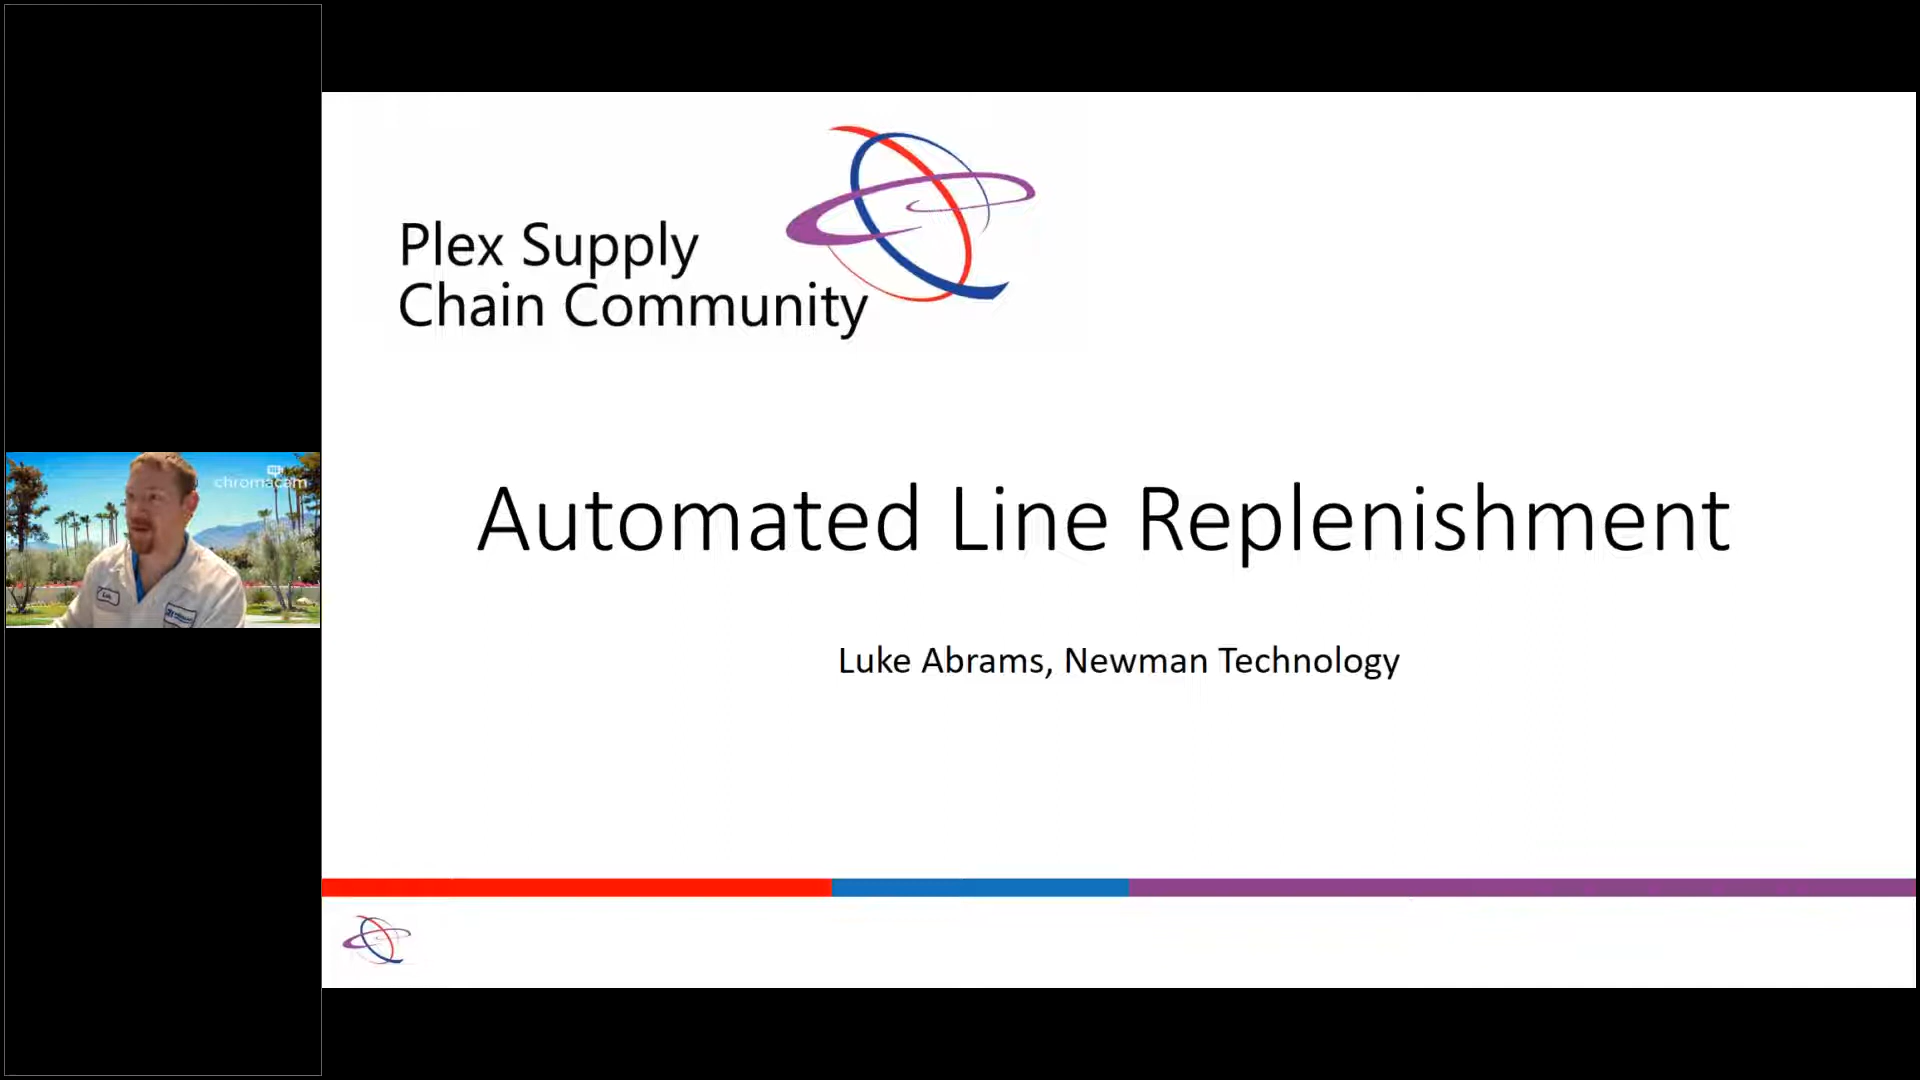 Plex Supply
Chain Community
chromacam
Automated Line Replenishment
Luke Abrams, Newman Technology